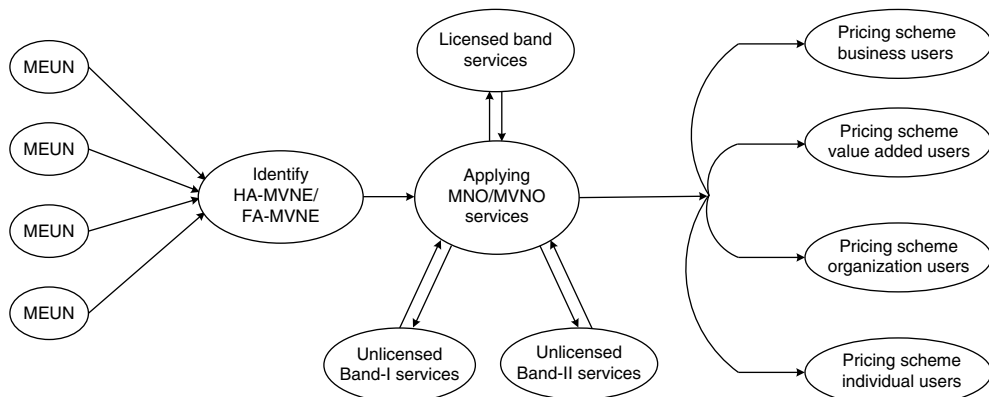 MEUN
MEUN
MEUN
MEUN
Identify
HA-MVNE/
FA-MVNE
Licensed band
services
Applying
MNO/MVNO
services
Unlicensed
Band-I services
Unlicensed
Band-II services
Pricing scheme
business users
Pricing scheme
value added users
Pricing scheme
organization users
Pricing scheme
individual users